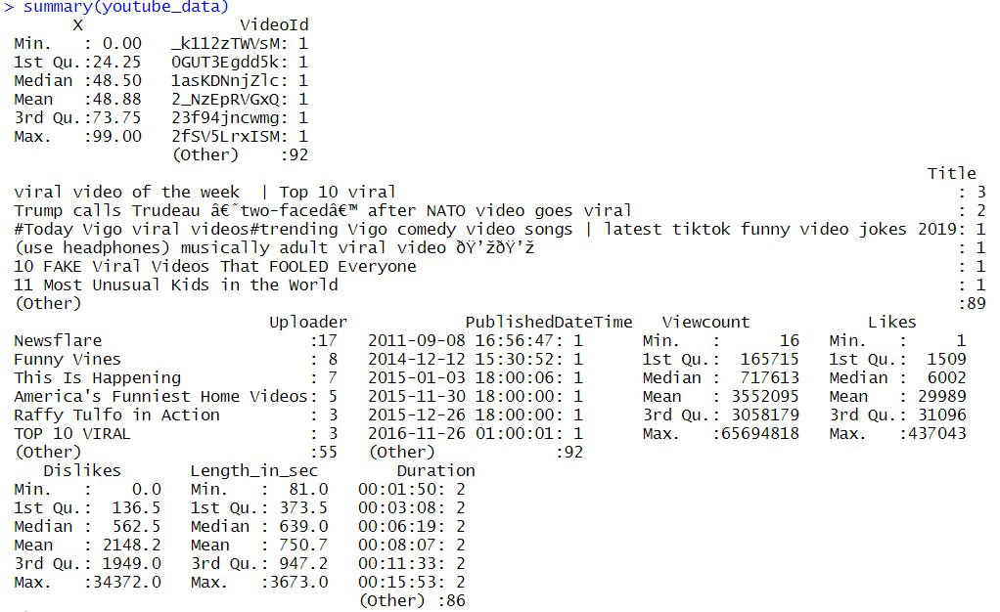 > summary(youtube_data)
       X                VideoId
 Min.   : 0.00   _k112zTWVsM: 1
 1st Qu.:24.25   0GUT3Egdd5k: 1
 Median :48.50   1asKDNnjZlc: 1
 Mean   :48.88   2_NzEpRVGxQ: 1
 3rd Qu.:73.75   23f94jncwmg: 1
 Max.   :99.00   2fSV5LrxISM: 1
                 (Other)    :92
                                                                                              Title
 viral video of the week  | Top 10 viral                                                         : 3
 Trump calls Trudeau â€˜two-facedâ€™ after NATO video goes viral                                 : 2
 #Today Vigo viral videos#trending Vigo comedy video songs | latest tiktok funny video jokes 2019: 1
 (use headphones) musically adult viral video ðŸ’žðŸ’ž                                            : 1
 10 FAKE Viral Videos That FOOLED Everyone                                                       : 1
 11 Most Unusual Kids in the World                                                               : 1
 (Other)                                                                                         :89
                          Uploader             PublishedDateTime   Viewcount            Likes
 Newsflare                     :17   2011-09-08 16:56:47: 1      Min.   :      16   Min.   :     1
 Funny Vines                   : 8   2014-12-12 15:30:52: 1      1st Qu.:  165715   1st Qu.:  1509
 This Is Happening             : 7   2015-01-03 18:00:06: 1      Median :  717613   Median :  6002
 America's Funniest Home Videos: 5   2015-11-30 18:00:00: 1      Mean   : 3552095   Mean   : 29989
 Raffy Tulfo in Action         : 3   2015-12-26 18:00:00: 1      3rd Qu.: 3058179   3rd Qu.: 31096
 TOP 10 VIRAL                  : 3   2016-11-26 01:00:01: 1      Max.   :65694818   Max.   :437043
 (Other)                       :55   (Other)            :92
    Dislikes       Length_in_sec        Duration
 Min.   :    0.0   Min.   :  81.0   00:01:50: 2
 1st Qu.:  136.5   1st Qu.: 373.5   00:03:08: 2
 Median :  562.5   Median : 639.0   00:06:19: 2
 Mean   : 2148.2   Mean   : 750.7   00:08:07: 2
 3rd Qu.: 1949.0   3rd Qu.: 947.2   00:11:33: 2
 Max.   :34372.0   Max.   :3673.0   00:15:53: 2
                                    (Other) :86